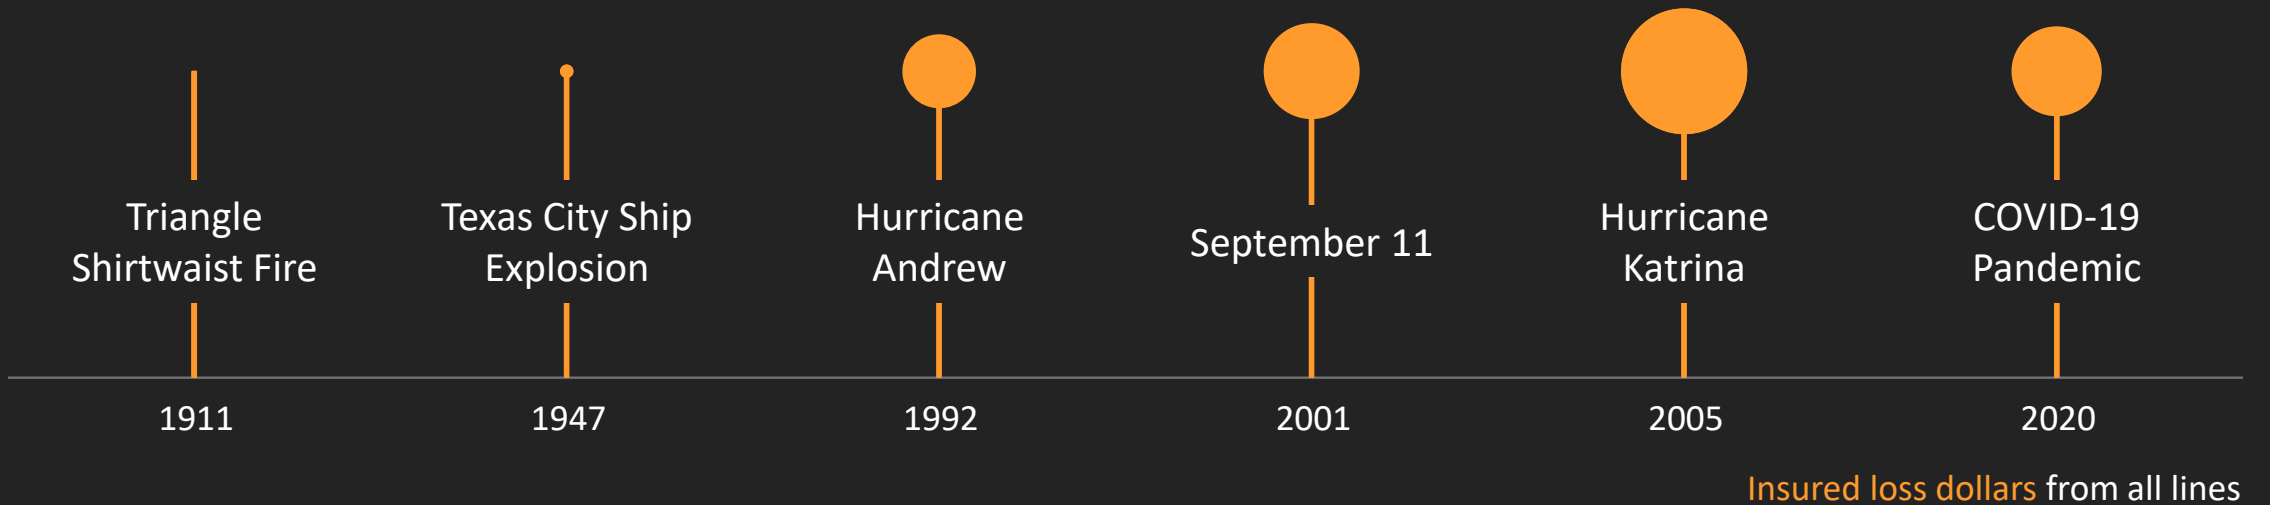 Triangle
Shirtwaist Fire
Texas City Ship
Explosion
Hurricane
Andrew
September 11
Hurricane
Katrina
COVID-19
Pandemic
1911
1947
1992
2001
2005
2020
Insured loss dollars from all lines